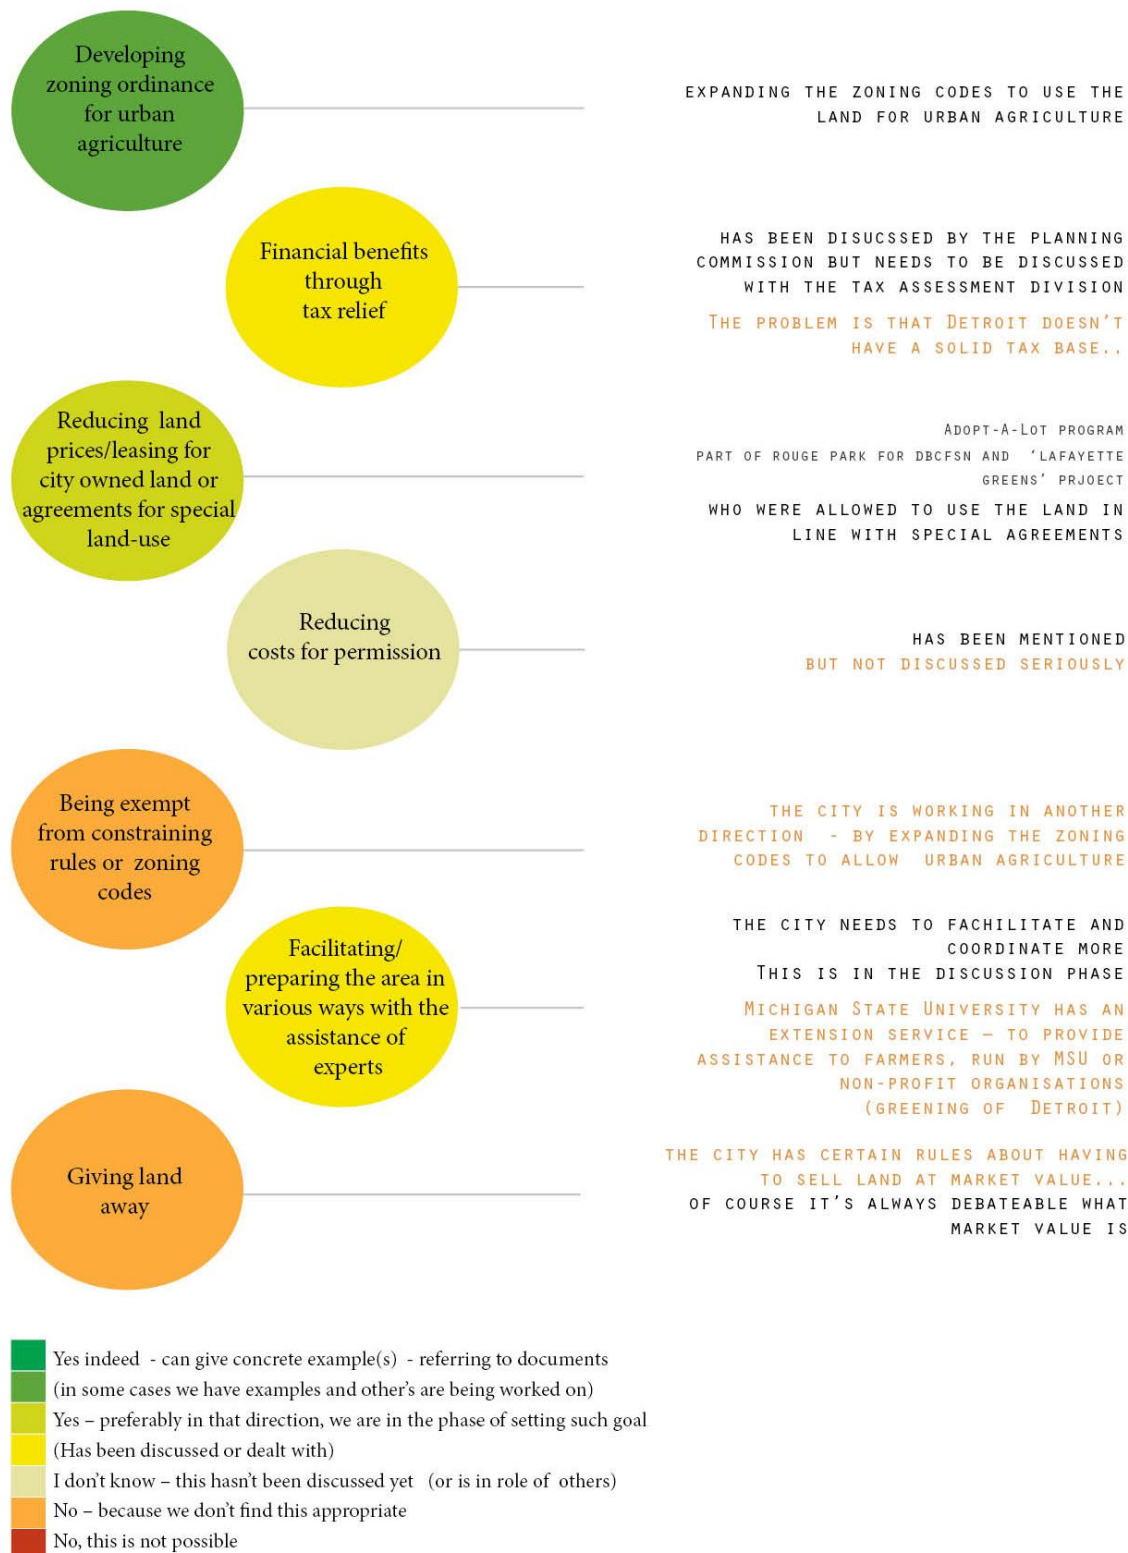 Developing
zoning ordinance
for urban
agriculture
EXPANDING THE ZONING CODES TO USE THE
LAND FOR URBAN AGRICULTURE
Financial benefits
through
tax relief
HAS BEEN DISUCSSED BY THE PLANNING
COMMISSION BUT NEEDS TO BE DISCUSSED
WITH THE TAX ASSESSMENT DIVISION
THE PROBLEM IS THAT DETROIT DOESN'T
HAVE A SOLID TAX BASE..
Reducing land
prices/leasing for
city owned land or
agreements for special
land-use
ADOPT-A-LOT PROGRAM
PART OF ROUGE PARK FOR DBCFSN AND 'LAFAYETTE
GREENS' PRJOECT
WHO WERE ALLOWED TO USE THE LAND IN
LINE WITH SPECIAL AGREEMENTS
Reducing
costs for permission
HAS BEEN MENTIONED
BUT NOT DISCUSSED SERIOUSLY
Being exempt
from constraining
rules or zoning
codes
THE CITY IS WORKING IN ANOTHER
DIRECTION - BY EXPANDING THE ZONING
CODES TO ALLOW URBAN AGRICULTURE
Facilitating/
preparing the area in
various ways with the
assistance of
experts
THE CITY NEEDS TO FACHILITATE AND
COORDINATE MORE
THIS IS IN THE DISCUSSION PHASE
MICHIGAN STATE UNIVERSITY HAS AN
EXTENSION SERVICE – TO PROVIDE
ASSISTANCE TO FARMERS, RUN BY MSU OR
NON-PROFIT ORGANISATIONS
(GREENING OF DETROIT)
Giving land
away
THE CITY HAS CERTAIN RULES ABOUT HAVING
TO SELL LAND AT MARKET VALUE...
OF COURSE IT'S ALWAYS DEBATEABLE WHAT
MARKET VALUE IS
Yes indeed - can give concrete example(s) - referring to documents
(in some cases we have examples and other's are being worked on)
Yes – preferably in that direction, we are in the phase of setting such goal
(Has been discussed or dealt with)
I don't know – this hasn't been discussed yet (or is in role of others)
No – because we don't find this appropriate
No, this is not possible